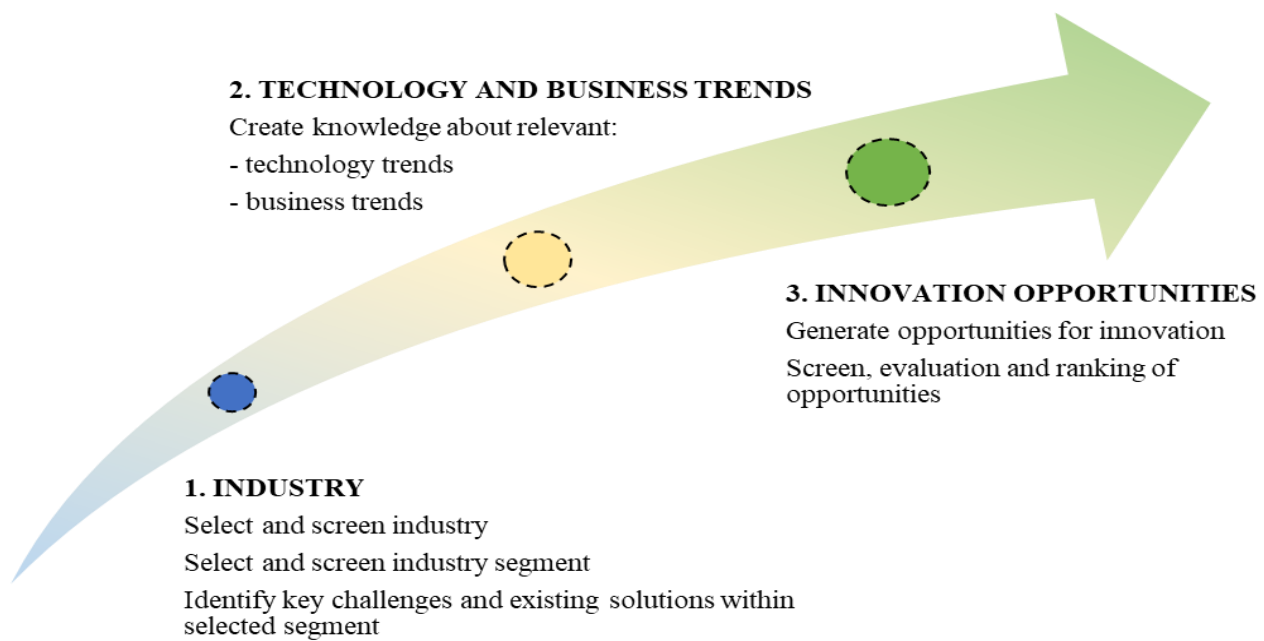 2. TECHNOLOGY AND BUSINESS TRENDS
Create knowledge about relevant:
- technology trends
- business trends
3. INNOVATION OPPORTUNITIES
Generate opportunities for innovation
Screen, evaluation and ranking of
opportunities
1. INDUSTRY
Select and screen industry
Select and screen industry segment
Identify key challenges and existing solutions within
selected segment